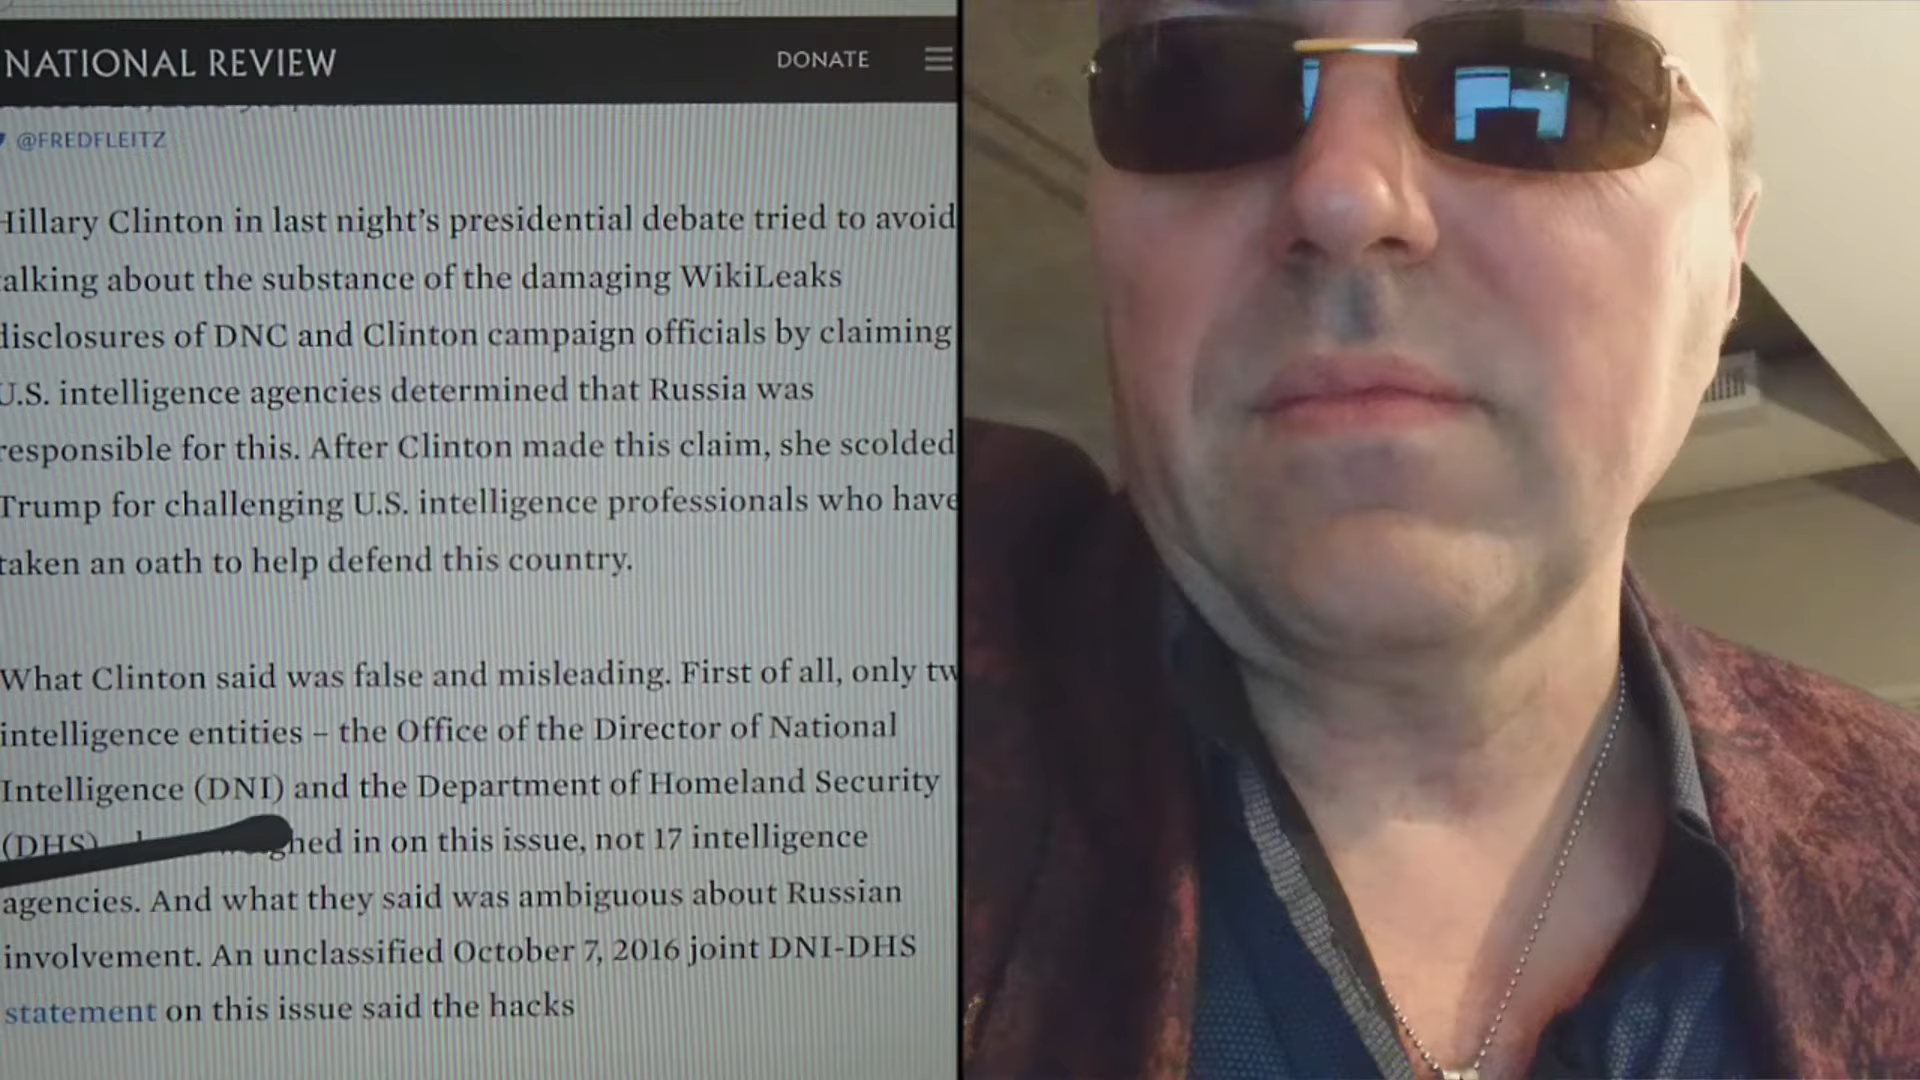 NATIONAL REVIEW
DONATE
@FREDFLEITZ
Hillary Clinton in last night's presidential debate tried to avoid
talking about the substance of the damaging WikiLeaks
disclosures of DNC and Clinton campaign officials by claiming
U.S. intelligence agencies determined that Russia was
responsible for this. After Clinton made this claim, she scolded
Trump for challenging U.S. intelligence professionals who have
taken an oath to help defend this country.
What Clinton said was false and misleading. First of all, only tw
intelligence entities – the Office of the Director of National
Intelligence (DNI) and the Department of Homeland Security
(DHS) in on this issue, not 17 intelligence
agencies. And what they said was ambiguous about Russian
involvement. An unclassified October 7, 2016 joint DNI-DHS
statement on this issue said the hacks